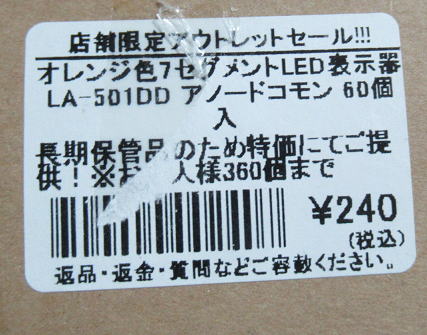 店舗限定アウトレットセール!!!
オレンジ色7セグメントLED表示器
LA-501DD アノードコモン 60個
入
長期保管品のため特価にてご提
供！※お 人様360個まで
¥240
(税込)
返品・返金・質問などご容赦ください。